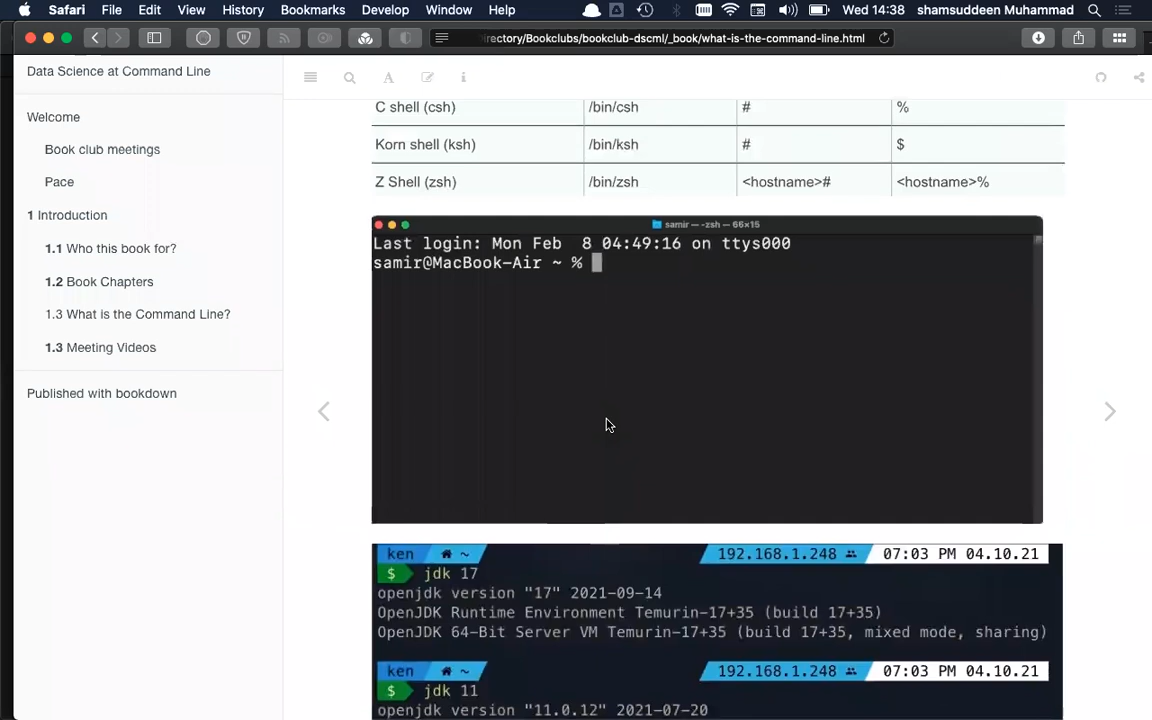 Safari File Edit View History Bookmarks Develop Window Help Wed 14:38 shamsuddeen Muhammad
irectory/Bookclubs/bookclub-dscml/_book/what-is-the-command-line.html
Data Science at Command Line
Welcome
Book club meetings
Pace
1 Introduction
1.1 Who this book for?
1.2 Book Chapters
1.3 What is the Command Line?
1.3 Meeting Videos
Published with bookdown
C shell (csh) /bin/csh # %
Korn shell (ksh) /bin/ksh # $
Z Shell (zsh) /bin/zsh <hostname># <hostname>%
samir — -zsh — 66×15
Last login: Mon Feb  8 04:49:16 on ttys000
samir@MacBook-Air ~ %
ken ~ 192.168.1.248 07:03 PM 04.10.21
$ jdk 17
openjdk version "17" 2021-09-14
OpenJDK Runtime Environment Temurin-17+35 (build 17+35)
OpenJDK 64-Bit Server VM Temurin-17+35 (build 17+35, mixed mode, sharing)
ken ~ 192.168.1.248 07:03 PM 04.10.21
$ jdk 11
openjdk version "11.0.12" 2021-07-20